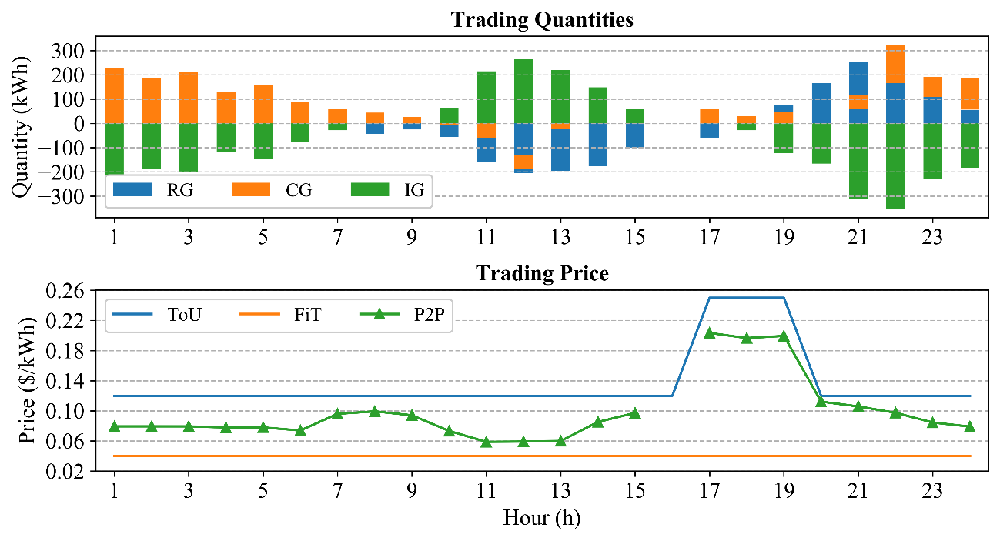 Trading Quantities
Quantity (kWh)
300
200
100
0
−100
−200
−300
RG CG IG
1 3 5 7 9 11 13 15 17 19 21 23
Trading Price
Price ($/kWh)
0.26
0.22
0.18
0.14
0.10
0.06
0.02
ToU FiT P2P
1 3 5 7 9 11 13 15 17 19 21 23
Hour (h)